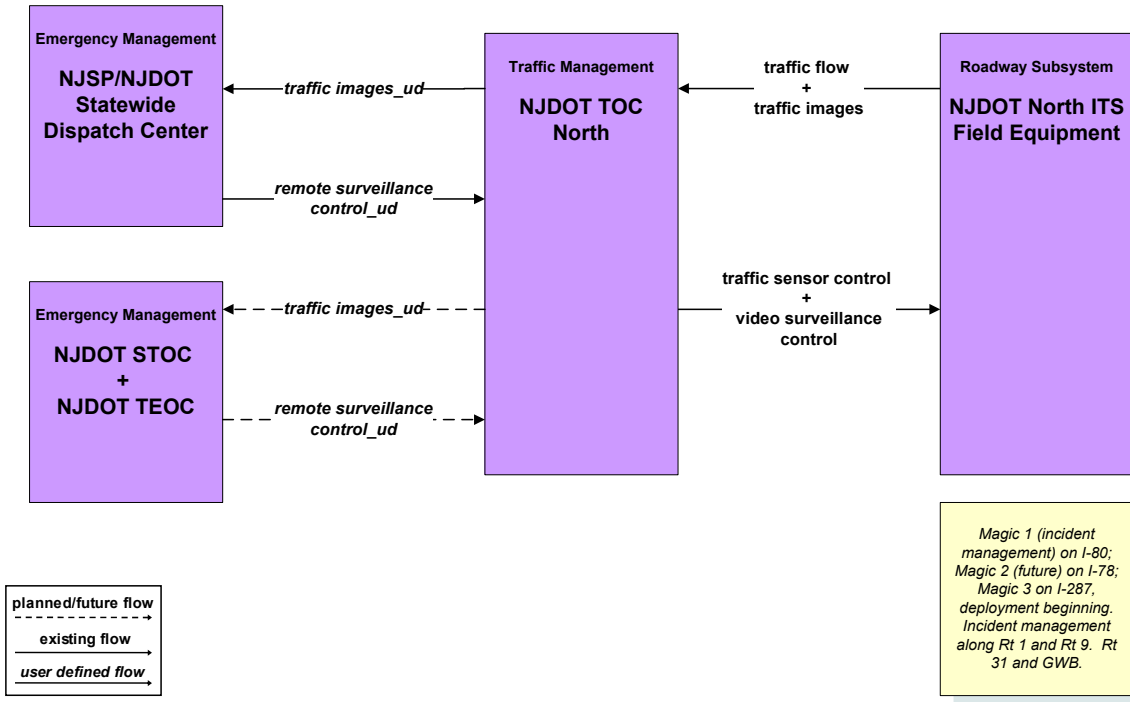 Emergency Management
NJSP/NJDOT
Statewide
Dispatch Center
traffic images_ud
remote surveillance
control_ud
Traffic Management
NJDOT TOC
North
traffic flow
+
traffic images
Roadway Subsystem
NJDOT North ITS
Field Equipment
Emergency Management
NJDOT STOC
+
NJDOT TEOC
traffic images_ud
remote surveillance
control_ud
traffic sensor control
+
video surveillance
control
Magic 1 (incident
management) on I-80;
Magic 2 (future) on I-78;
Magic 3 on I-287,
deployment beginning.
Incident management
along Rt 1 and Rt 9.  Rt
31 and GWB.
planned/future flow
existing flow
user defined flow